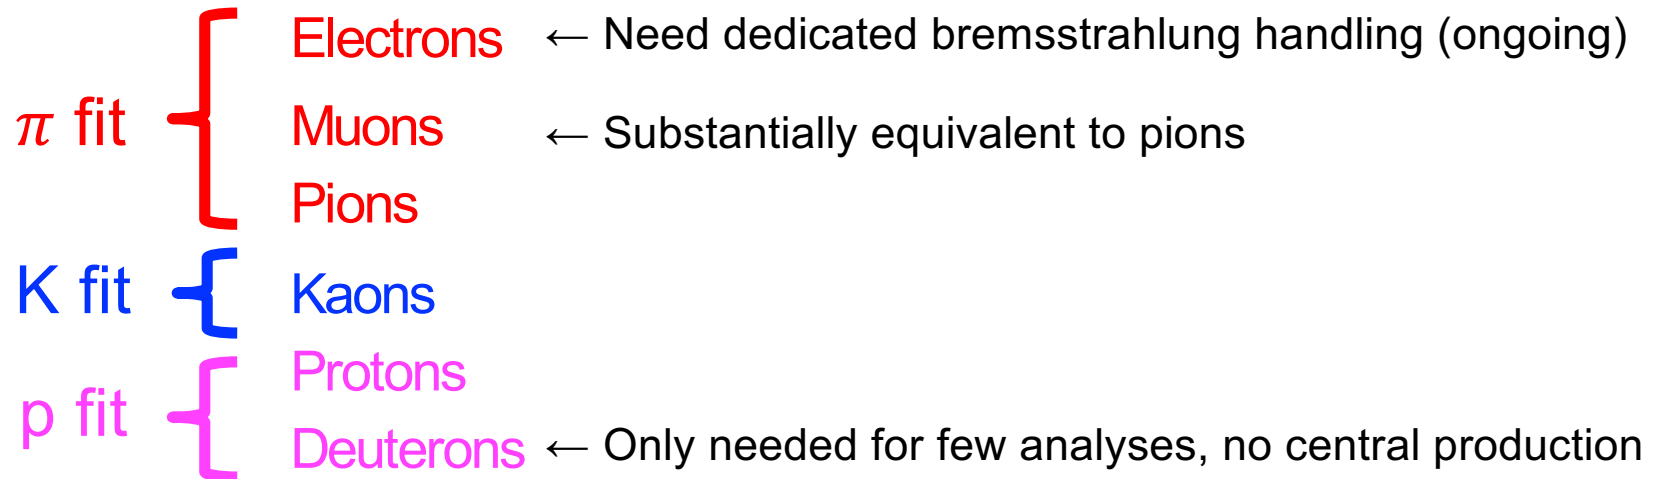 Electrons ← Need dedicated bremsstrahlung handling (ongoing)
π fit
Muons ← Substantially equivalent to pions
Pions
K fit Kaons
Protons
p fit
Deuterons ← Only needed for few analyses, no central production